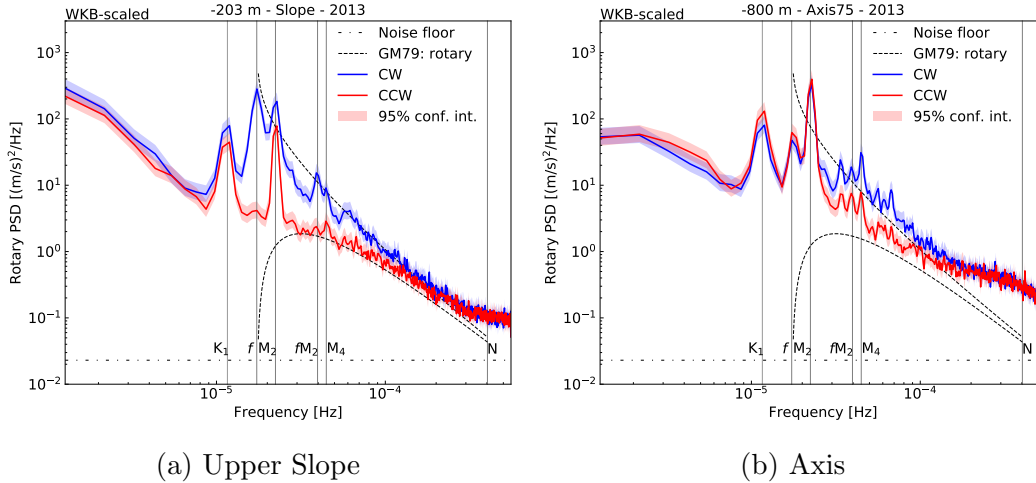 WKB-scaled
-203 m - Slope - 2013
Noise floor
GM79: rotary
CW
CCW
95% conf. int.
10³
10²
10¹
10⁰
10⁻¹
10⁻²
Rotary PSD [(m/s)²/Hz]
K₁ f M₂ fM₂ M₄ N
10⁻⁵ 10⁻⁴
Frequency [Hz]
(a) Upper Slope
WKB-scaled
-800 m - Axis75 - 2013
Noise floor
GM79: rotary
CW
CCW
95% conf. int.
10³
10²
10¹
10⁰
10⁻¹
10⁻²
Rotary PSD [(m/s)²/Hz]
K₁ f M₂ fM₂ M₄ N
10⁻⁵ 10⁻⁴
Frequency [Hz]
(b) Axis